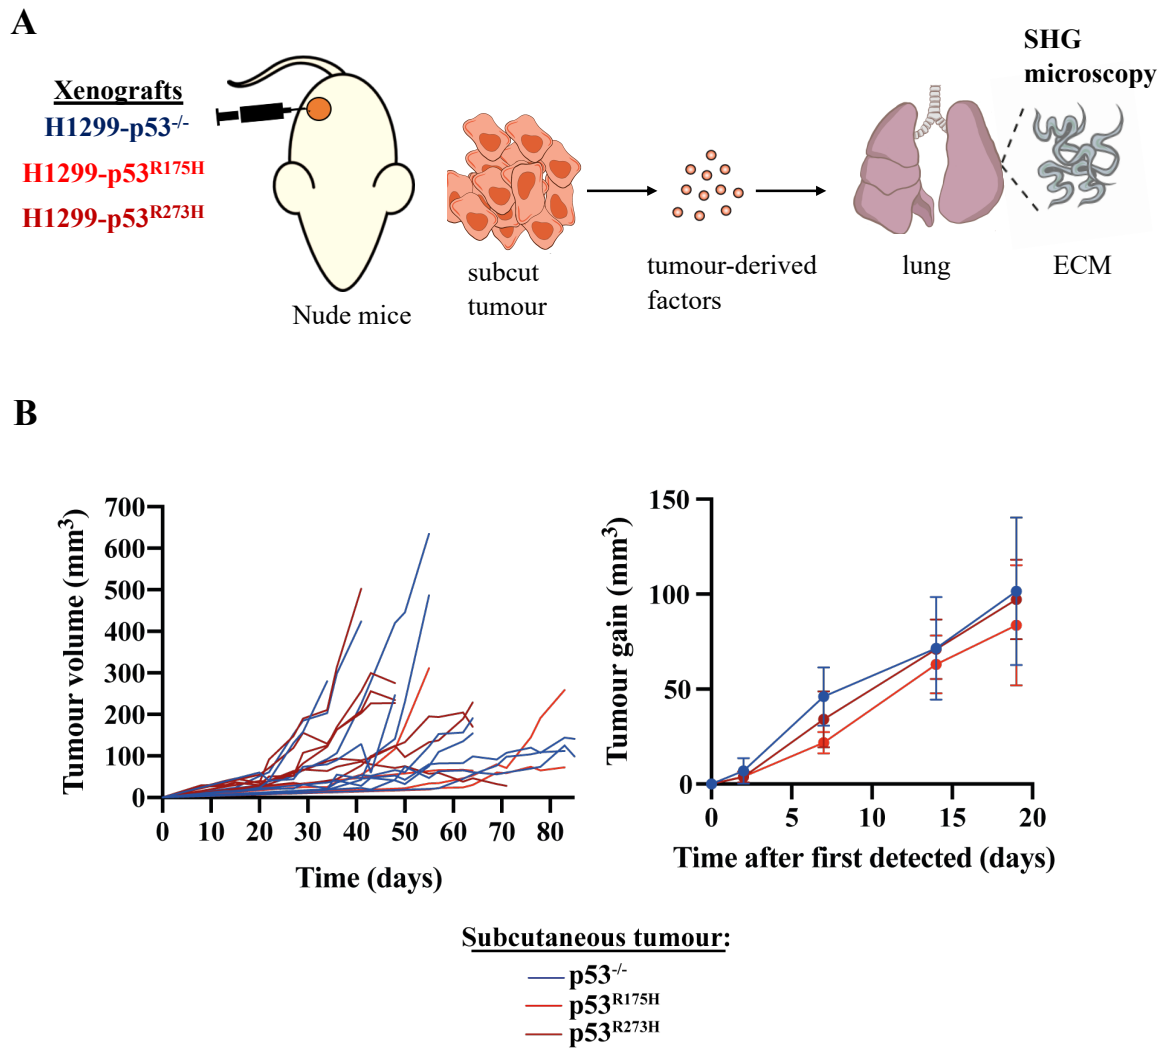 A
Xenografts
H1299-p53-/-
H1299-p53R175H
H1299-p53R273H
Nude mice
subcut
tumour
tumour-derived
factors
lung
SHG
microscopy
ECM
B
Tumour volume (mm3)
700
600
500
400
300
200
100
0
0 10 20 30 40 50 60 70 80
Time (days)
Tumour gain (mm3)
150
100
50
0
0 5 10 15 20
Time after first detected (days)
Subcutaneous tumour:
p53-/-
p53R175H
p53R273H